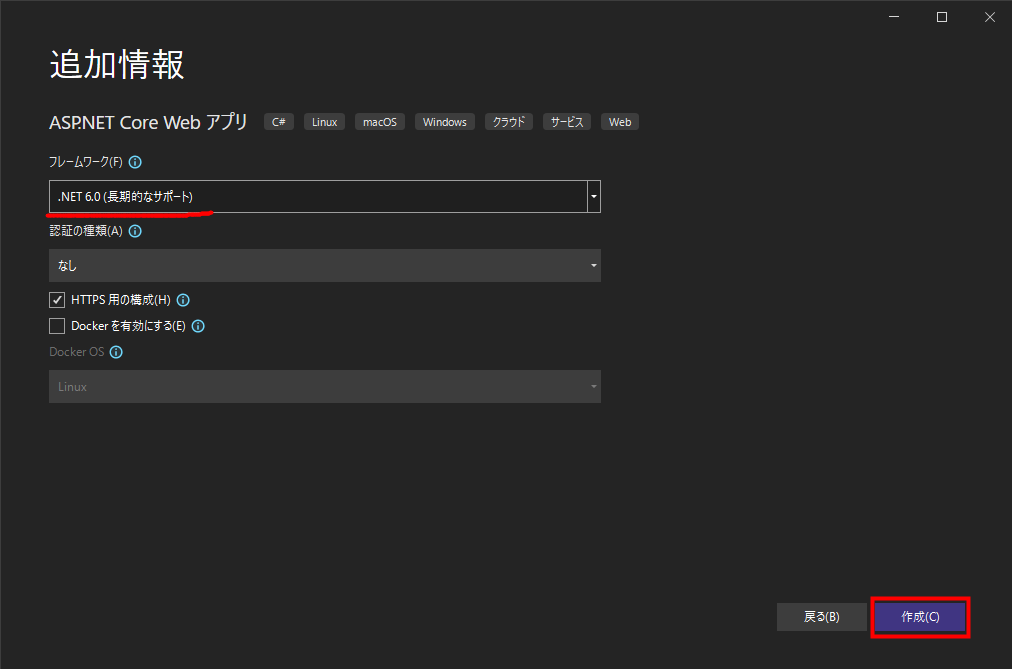 追加情報
ASP.NET Core Web アプリ C# Linux macOS Windows クラウド サービス Web
フレームワーク(F)
.NET 6.0 (長期的なサポート)
認証の種類(A)
なし
HTTPS 用の構成(H)
Docker を有効にする(E)
Docker OS
Linux
戻る(B) 作成(C)